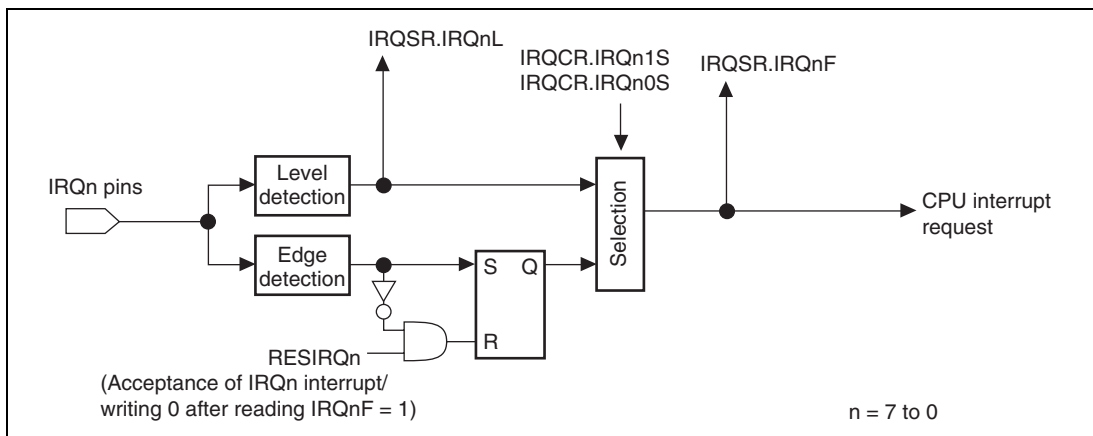 IRQSR.IRQnL
IRQCR.IRQn1S
IRQCR.IRQn0S
IRQSR.IRQnF
IRQn pins
Level
detection
Edge
detection
S Q
R
Selection
CPU interrupt
request
RESIRQn
(Acceptance of IRQn interrupt/
writing 0 after reading IRQnF = 1)
n = 7 to 0